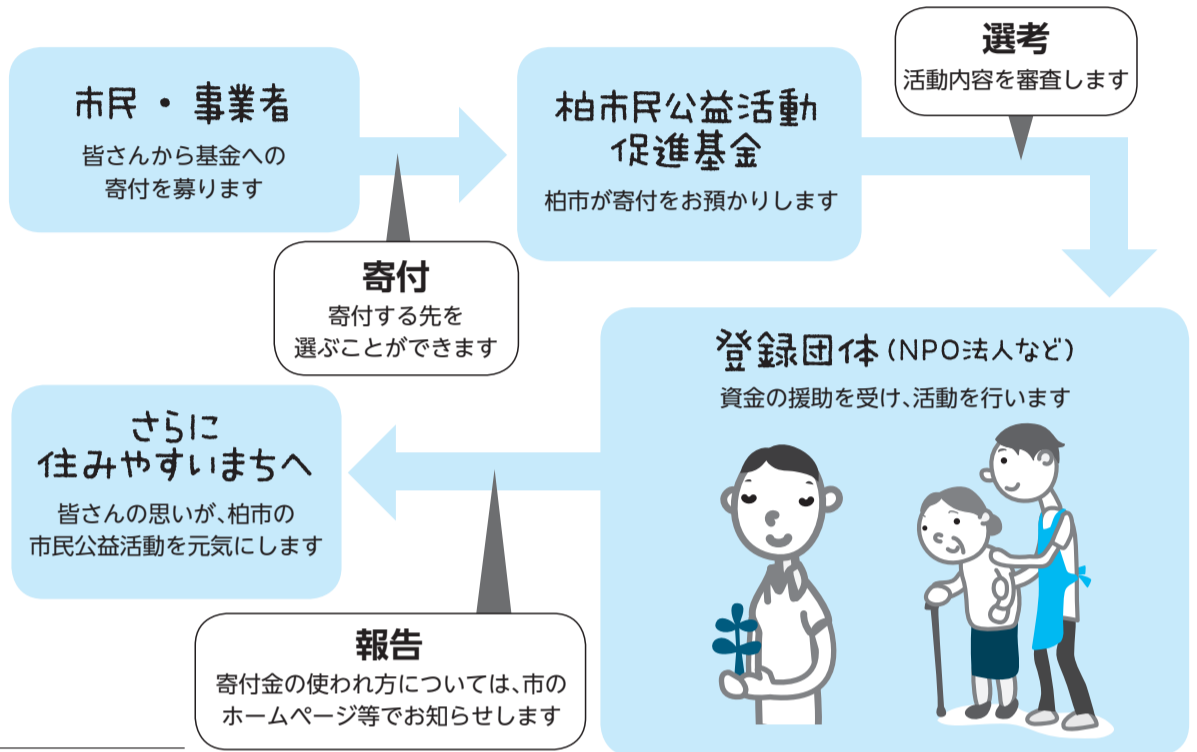 市民・事業者
皆さんから基金への
寄付を募ります
寄付
寄付する先を
選ぶことができます
柏市民公益活動
促進基金
柏市が寄付をお預かりします
選考
活動内容を審査します
登録団体(NPO法人など)
資金の援助を受け、活動を行います
報告
寄付金の使われ方については、市の
ホームページ等でお知らせします
さらに
住みやすいまちへ
皆さんの思いが、柏市の
市民公益活動を元気にします